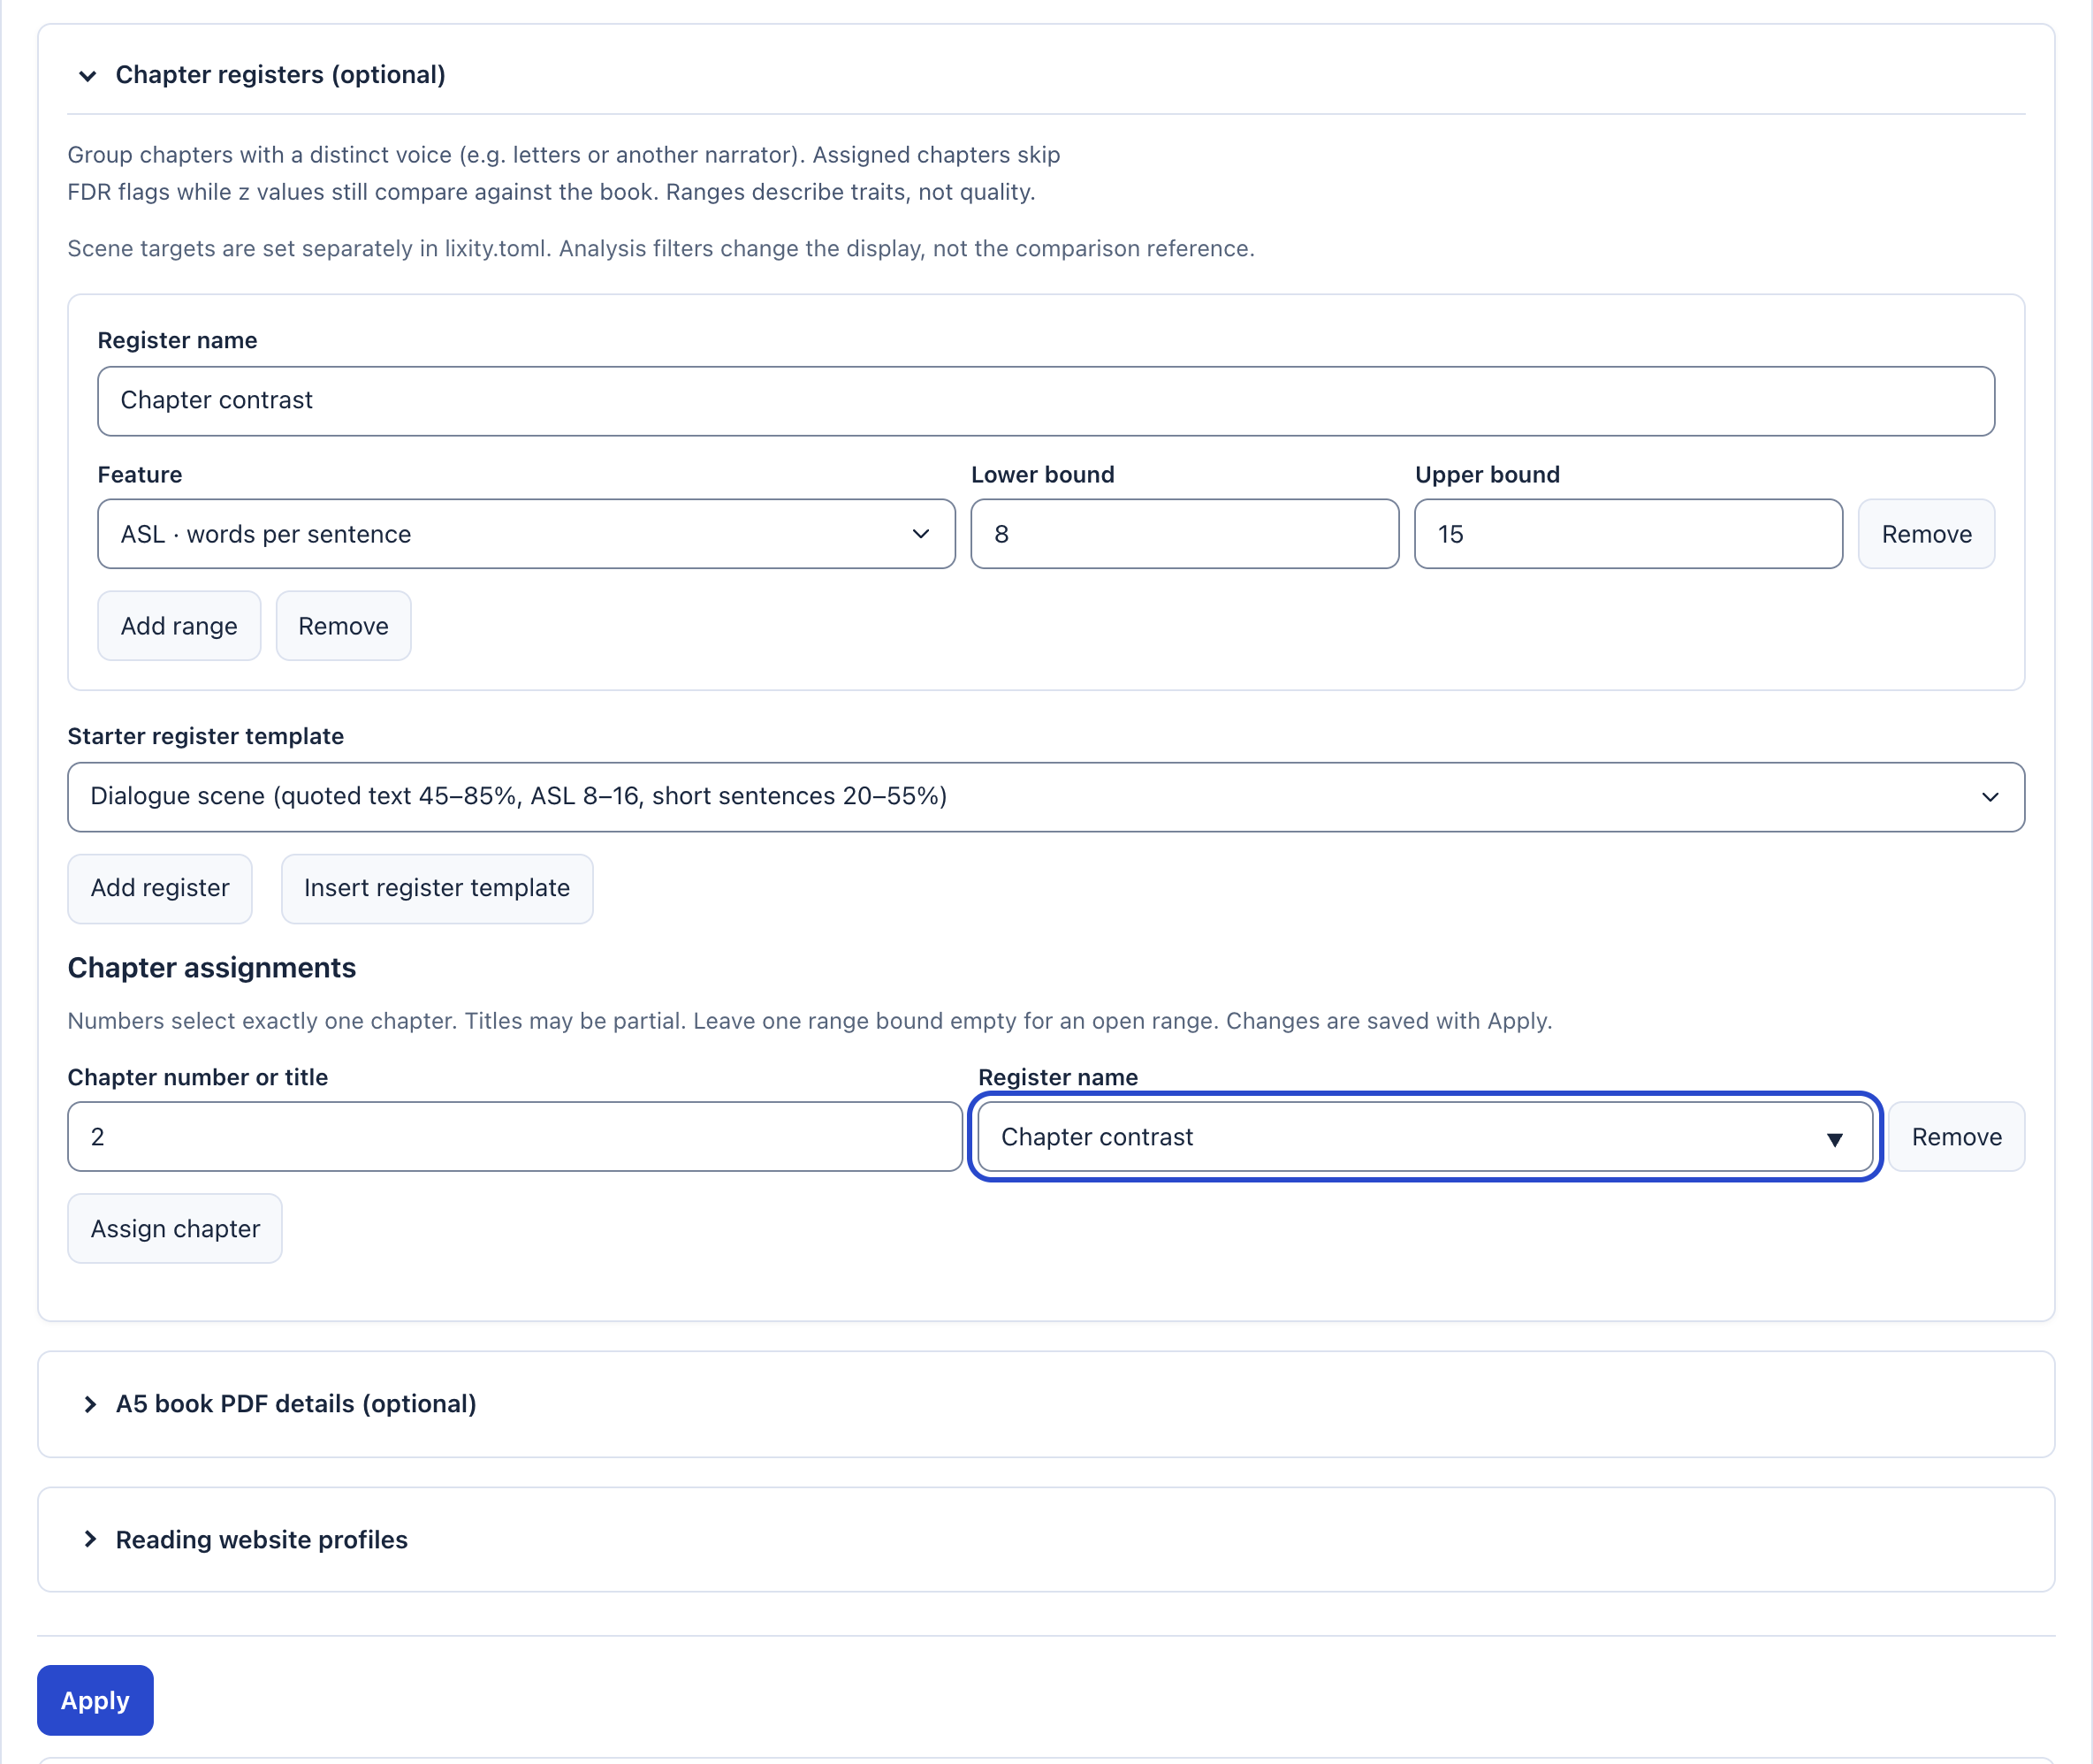 Chapter registers (optional)
Group chapters with a distinct voice (e.g. letters or another narrator). Assigned chapters skip
FDR flags while z values still compare against the book. Ranges describe traits, not quality.
Scene targets are set separately in lixity.toml. Analysis filters change the display, not the comparison reference.
Register name
Chapter contrast
Feature Lower bound Upper bound
ASL · words per sentence 8 15 Remove
Add range Remove
Starter register template
Dialogue scene (quoted text 45–85%, ASL 8–16, short sentences 20–55%)
Add register Insert register template
Chapter assignments
Numbers select exactly one chapter. Titles may be partial. Leave one range bound empty for an open range. Changes are saved with Apply.
Chapter number or title Register name
2 Chapter contrast Remove
Assign chapter
A5 book PDF details (optional)
Reading website profiles
Apply